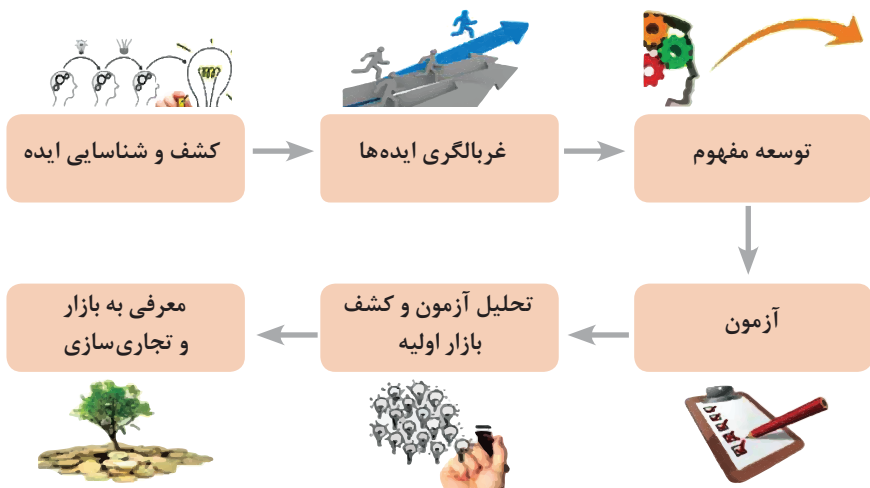 کشف و شناسایی ایده
غربالگری ایده‌ها
توسعه مفهوم
آزمون
تحلیل آزمون و کشف
بازار اولیه
معرفی به بازار
و تجاری‌سازی